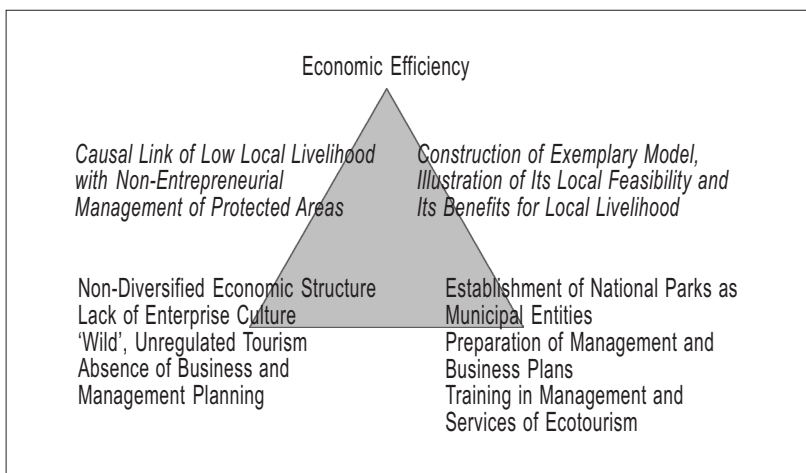 Economic Efficiency
Causal Link of Low Local Livelihood
with Non-Entrepreneurial
Management of Protected Areas
Construction of Exemplary Model,
Illustration of Its Local Feasibility and
Its Benefits for Local Livelihood
Non-Diversified Economic Structure
Lack of Enterprise Culture
‘Wild’, Unregulated Tourism
Absence of Business and
Management Planning
Establishment of National Parks as
Municipal Entities
Preparation of Management and
Business Plans
Training in Management and
Services of Ecotourism